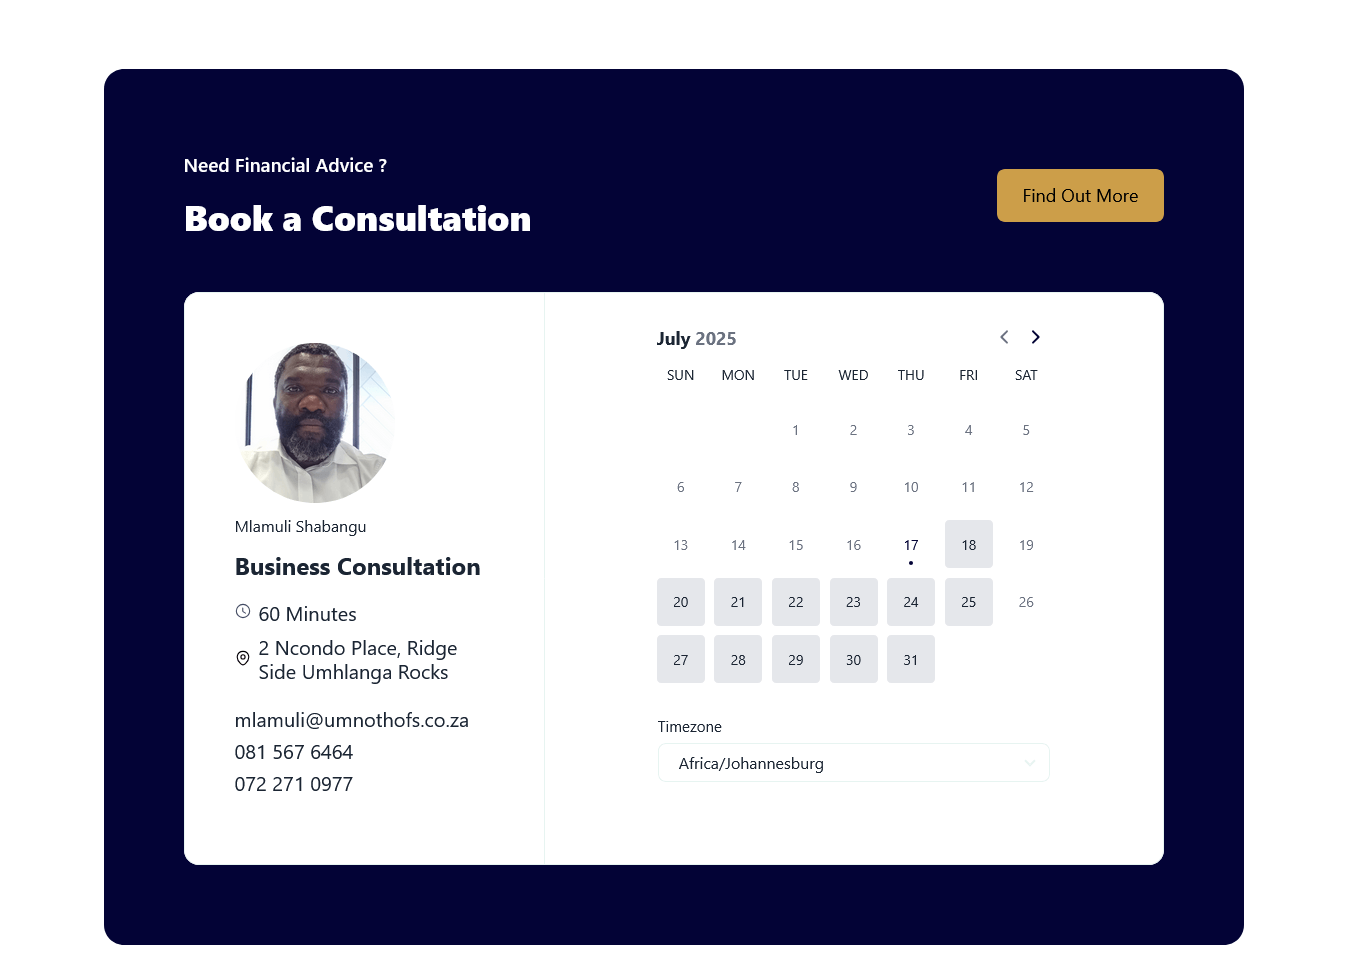 Need Financial Advice ?
Book a Consultation
Find Out More
Mlamuli Shabangu
Business Consultation
60 Minutes
2 Ncondo Place, Ridge
Side Umhlanga Rocks
mlamuli@umnothofs.co.za
081 567 6464
072 271 0977
July 2025
SUN MON TUE WED THU FRI SAT
1 2 3 4 5
6 7 8 9 10 11 12
13 14 15 16 17 18 19
20 21 22 23 24 25 26
27 28 29 30 31
Timezone
Africa/Johannesburg